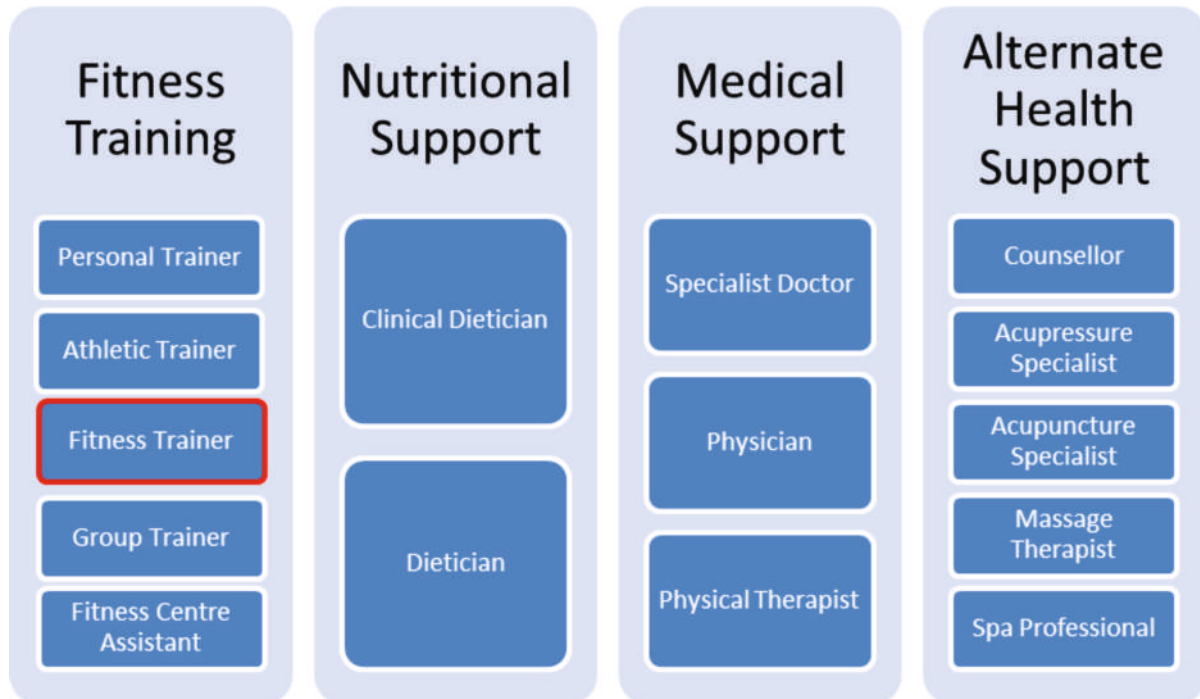 Fitness
Training
Personal Trainer
Athletic Trainer
Fitness Trainer
Group Trainer
Fitness Centre
Assistant
Nutritional
Support
Clinical Dietician
Dietician
Medical
Support
Specialist Doctor
Physician
Physical Therapist
Alternate
Health
Support
Counsellor
Acupressure
Specialist
Acupuncture
Specialist
Massage
Therapist
Spa Professional